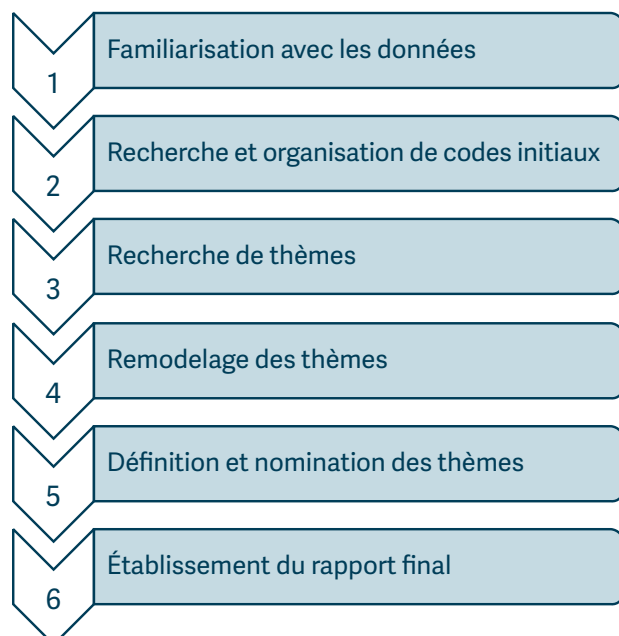 1
Familiarisation avec les données
2
Recherche et organisation de codes initiaux
3
Recherche de thèmes
4
Remodelage des thèmes
5
Définition et nomination des thèmes
6
Établissement du rapport final